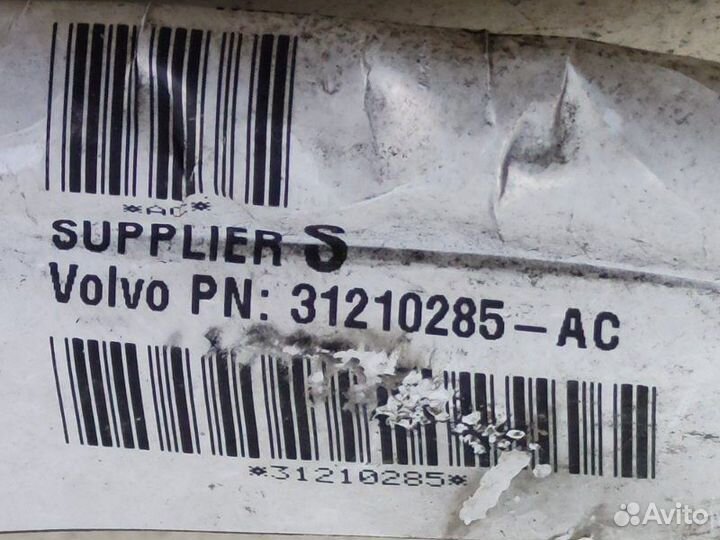 *AC*
SUPPLIER S
Volvo PN: 31210285-AC
*31210285*
Avito